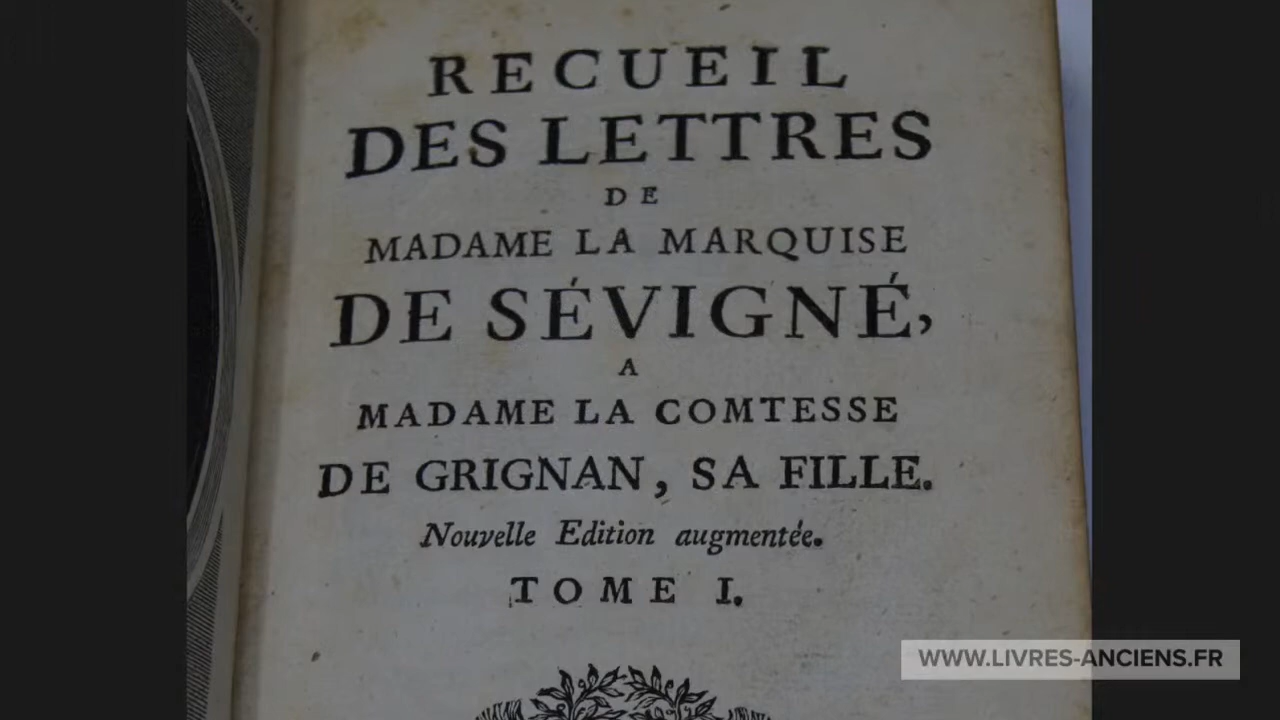 RECUEIL
DES LETTRES
DE
MADAME LA MARQUISE
DE SÉVIGNÉ,
A
MADAME LA COMTESSE
DE GRIGNAN, SA FILLE.
Nouvelle Edition augmentée.
TOME I.
WWW.LIVRES-ANCIENS.FR